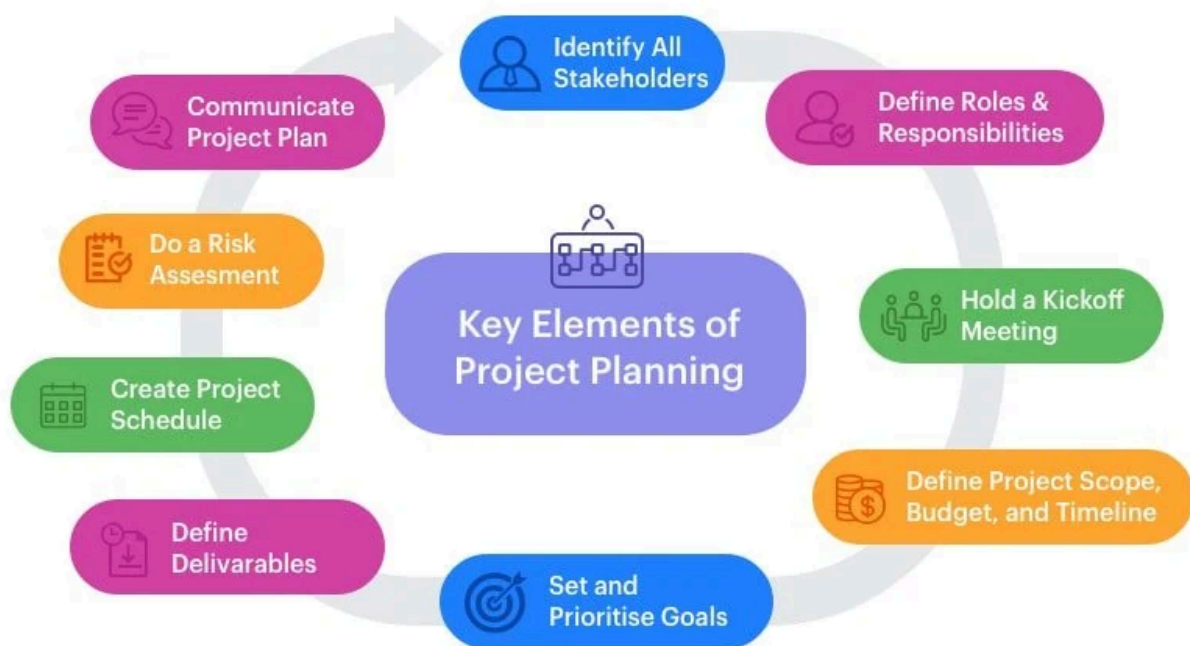 Key Elements of
Project Planning
Identify All
Stakeholders
Define Roles &
Responsibilities
Hold a Kickoff
Meeting
Define Project Scope,
Budget, and Timeline
Set and
Prioritise Goals
Define
Delivarables
Create Project
Schedule
Do a Risk
Assesment
Communicate
Project Plan
$